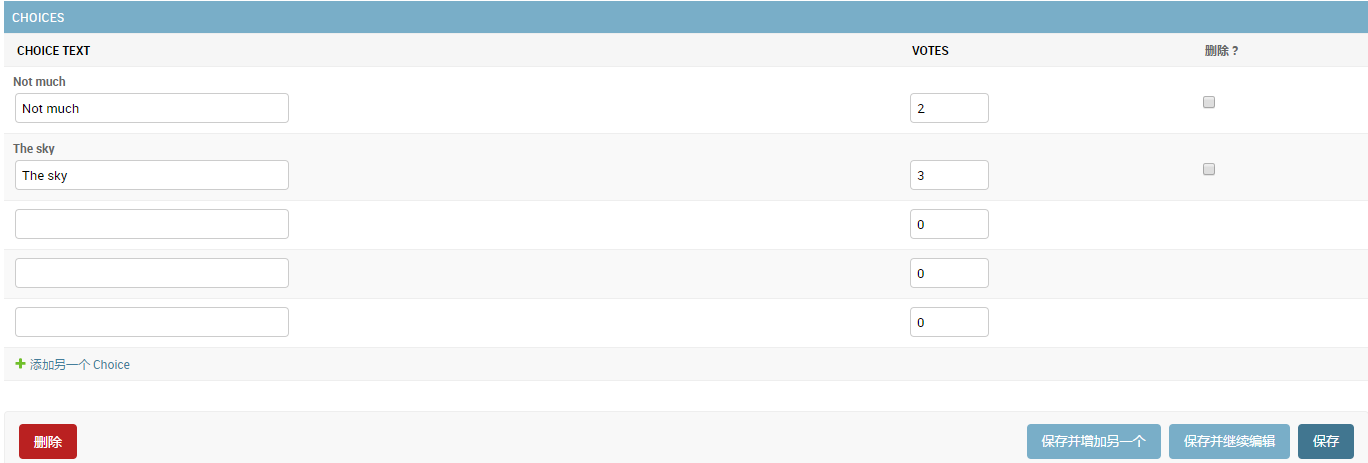 CHOICES
CHOICE TEXT VOTES 删除？
Not much
Not much 2
The sky
The sky 3
0
0
0
添加另一个 Choice
删除 保存并增加另一个 保存并继续编辑 保存